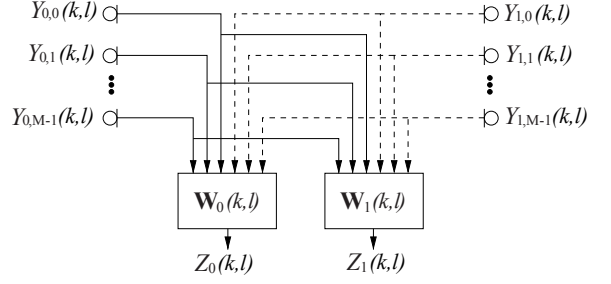 Y0,0(k,l) Y1,0(k,l)
Y0,1(k,l) Y1,1(k,l)
Y0,M-1(k,l) Y1,M-1(k,l)
W0(k,l) W1(k,l)
Z0(k,l) Z1(k,l)